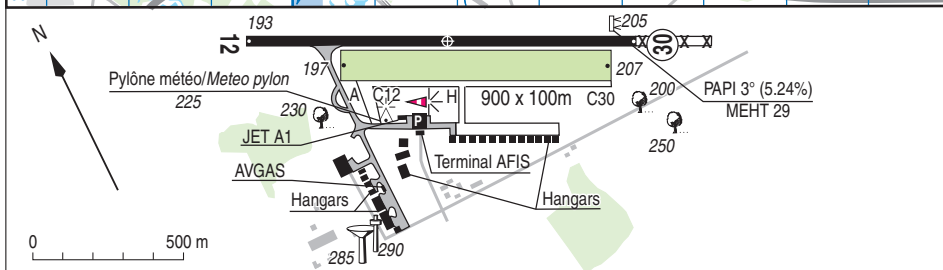 193
205
N
12
30
197
207
Pylône météo/Meteo pylon
225
A
C12
H
900 x 100m
C30
200
PAPI 3° (5.24%)
MEHT 29
230
P
JET A1
250
Terminal AFIS
AVGAS
Hangars
Hangars
0
500 m
285
290